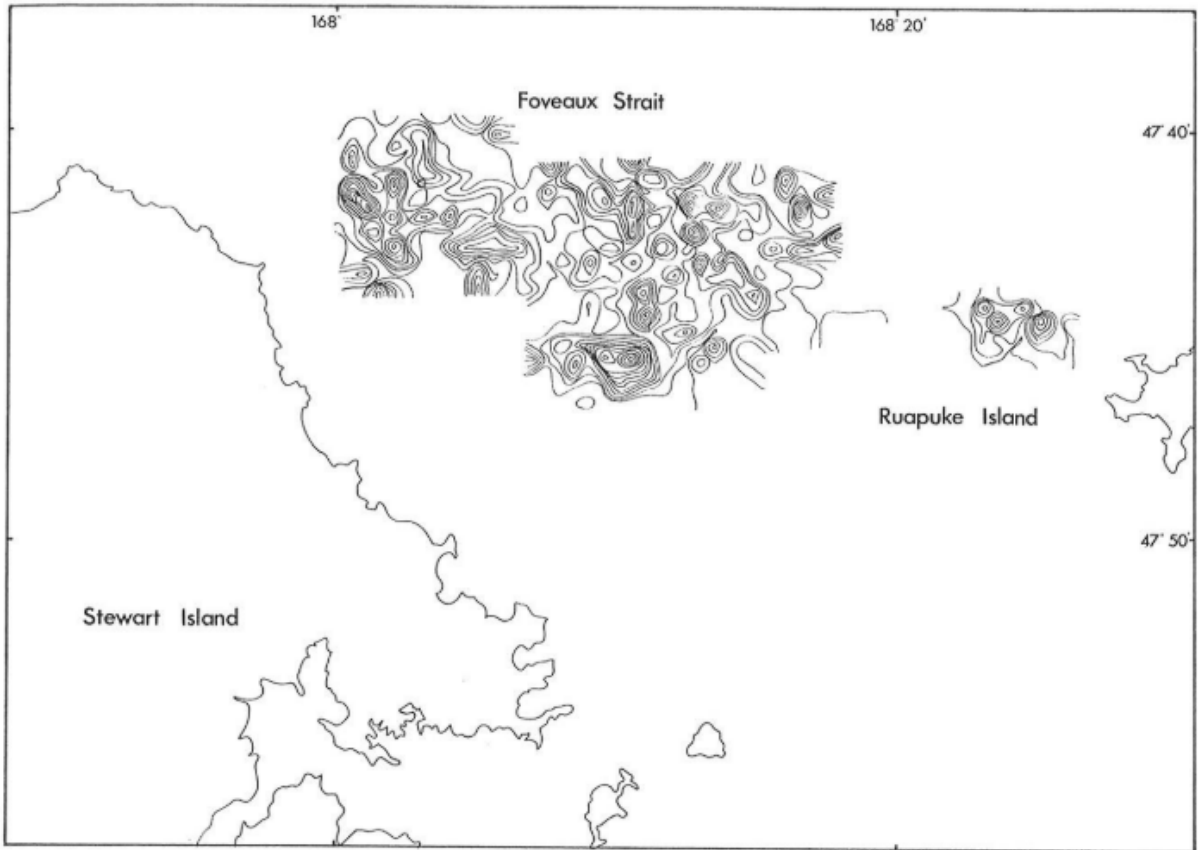 168°
168° 20'
Foveaux Strait
47° 40'
Ruapuke Island
47° 50'
Stewart Island